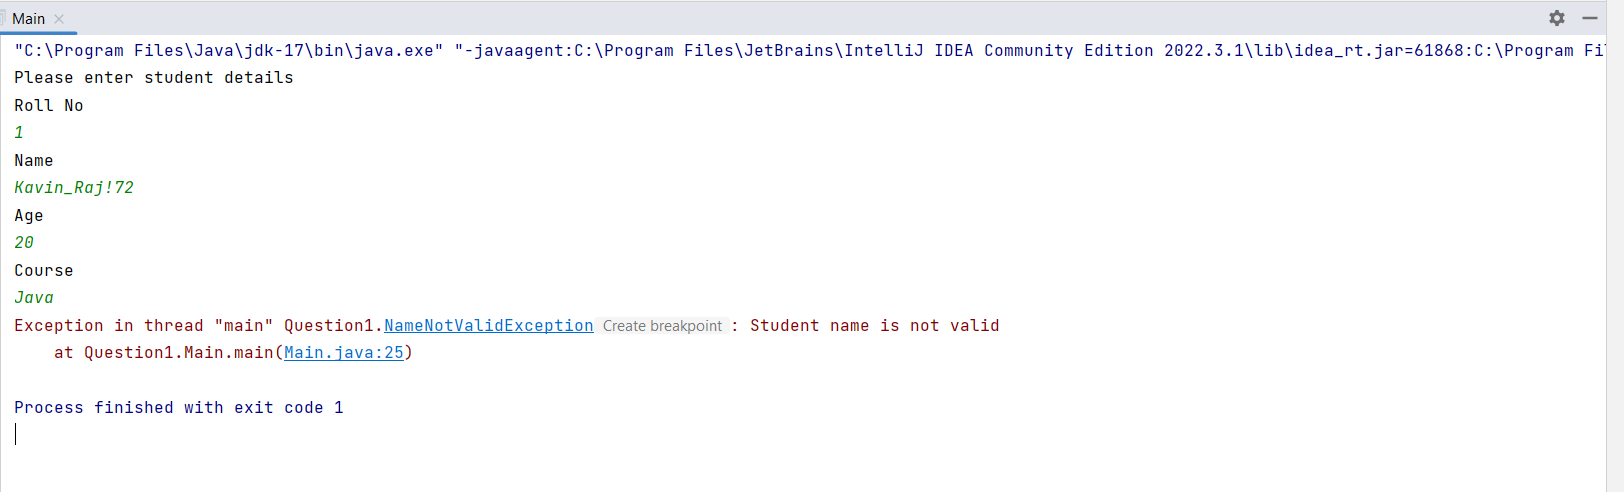 Main
"C:\Program Files\Java\jdk-17\bin\java.exe" "-javaagent:C:\Program Files\JetBrains\IntelliJ IDEA Community Edition 2022.3.1\lib\idea_rt.jar=61868:C:\Program Fil
Please enter student details
Roll No
1
Name
Kavin_Raj!72
Age
20
Course
Java
Exception in thread "main" Question1.NameNotValidException Create breakpoint : Student name is not valid
at Question1.Main.main(Main.java:25)
Process finished with exit code 1